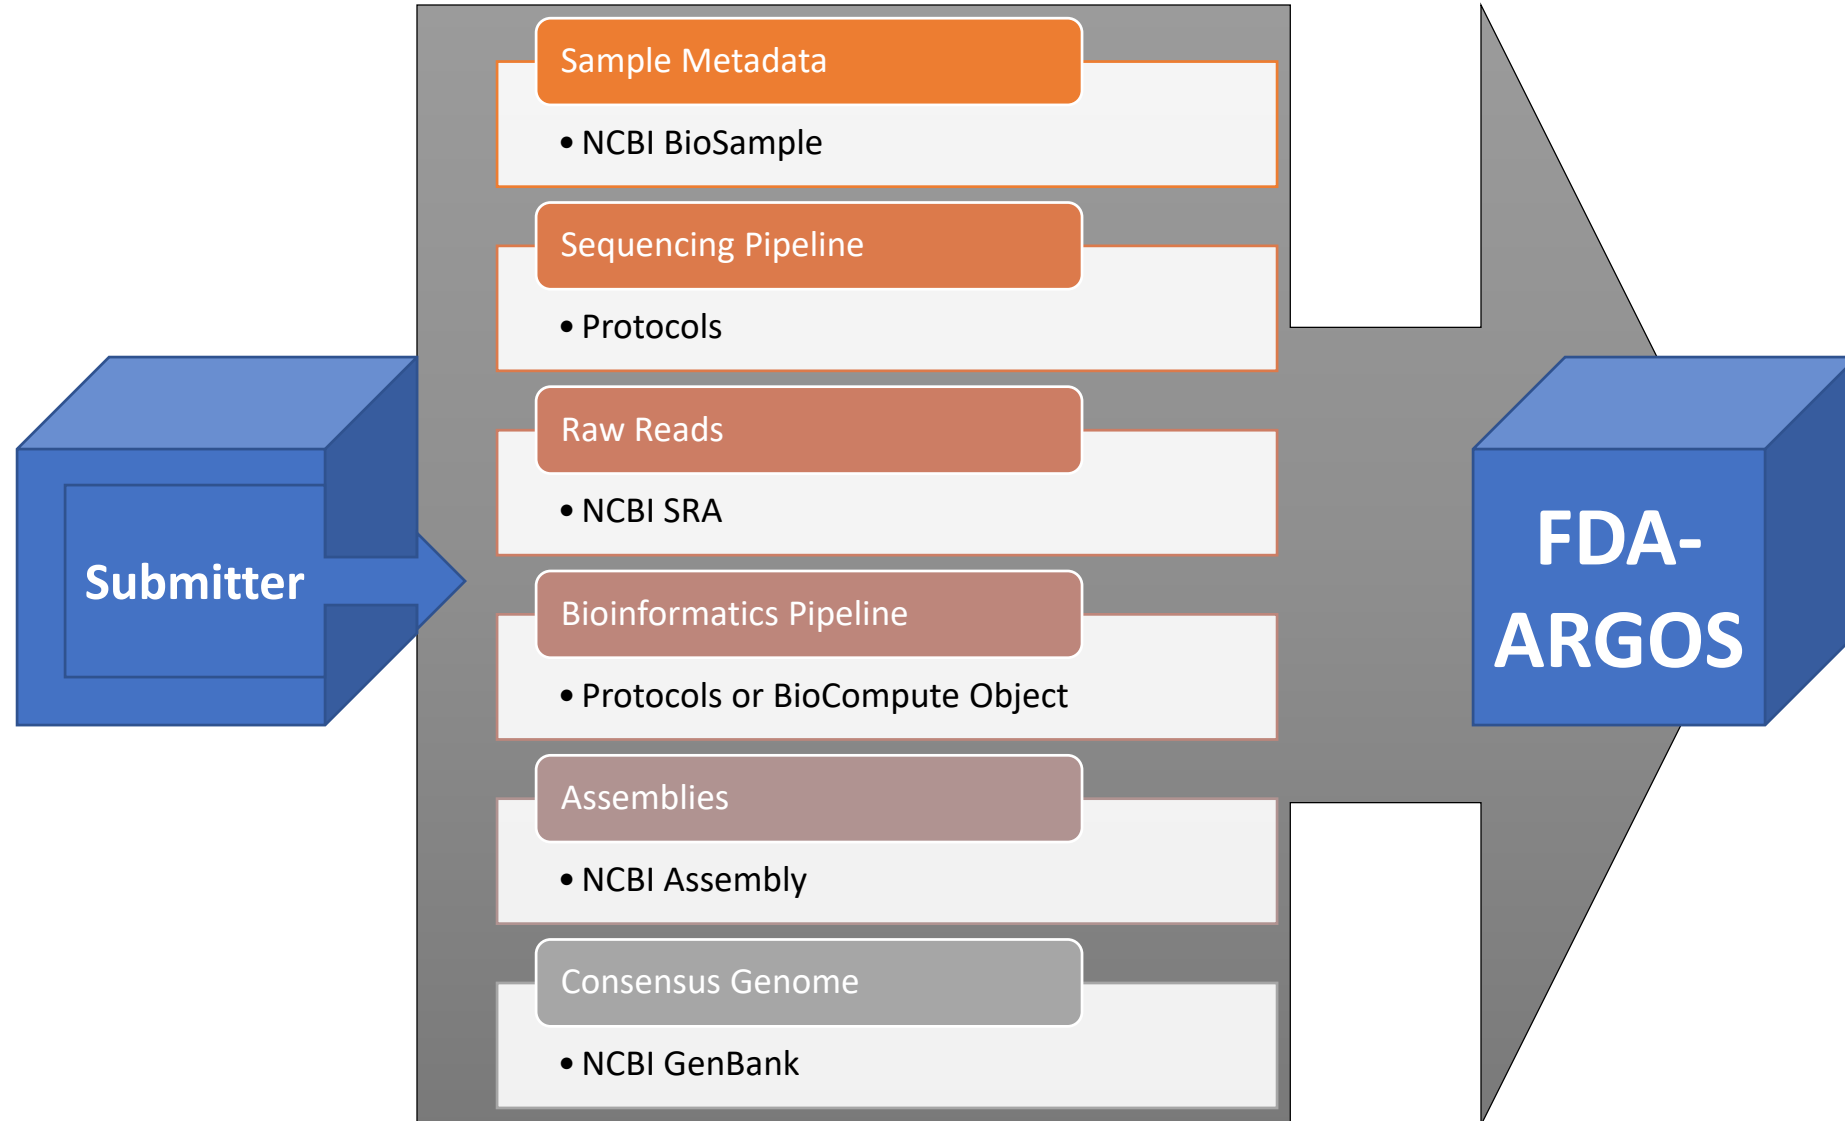 Submitter
Sample Metadata
• NCBI BioSample
Sequencing Pipeline
• Protocols
Raw Reads
• NCBI SRA
Bioinformatics Pipeline
• Protocols or BioCompute Object
Assemblies
• NCBI Assembly
Consensus Genome
• NCBI GenBank
FDA-
ARGOS